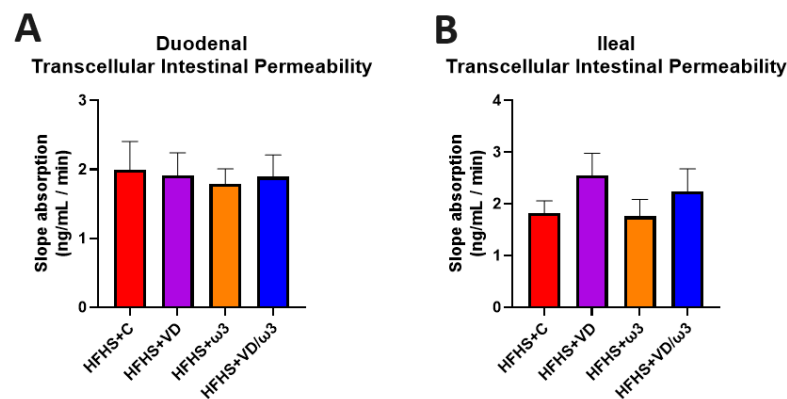 A
Duodenal
Transcellular Intestinal Permeability
Slope absorption
(ng/mL / min)
3
2
1
0
HFHS+C
HFHS+VD
HFHS+ω3
HFHS+VD/ω3
B
Ileal
Transcellular Intestinal Permeability
Slope absorption
(ng/mL / min)
4
3
2
1
0
HFHS+C
HFHS+VD
HFHS+ω3
HFHS+VD/ω3